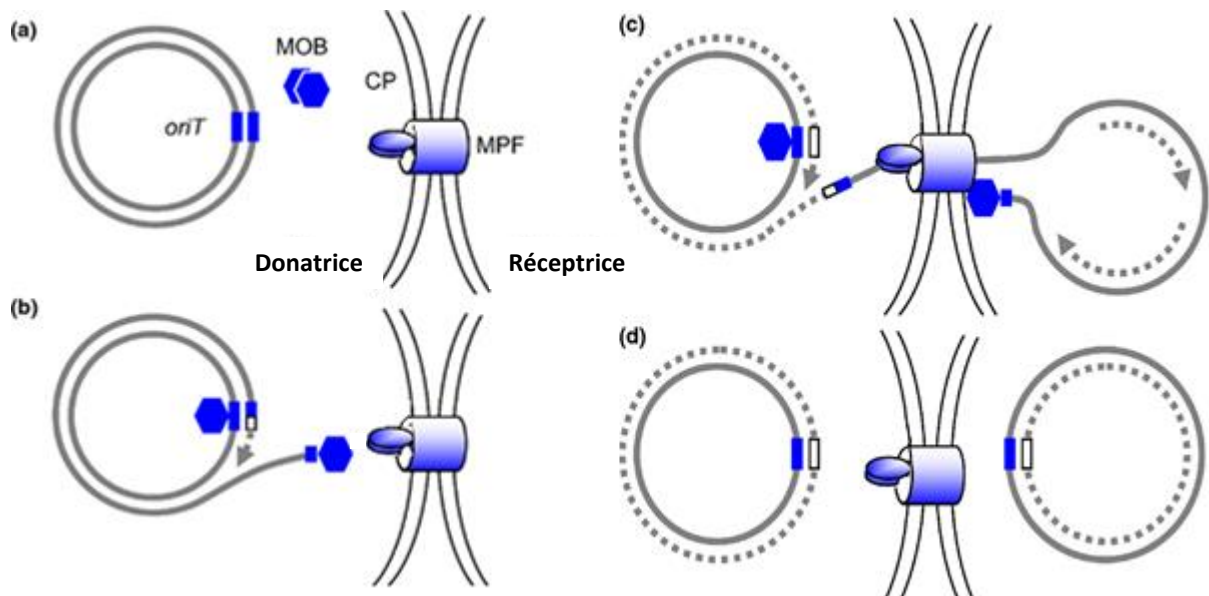 (a)
MOB
CP
oriT
MPF
Donatrice
Réceptrice
(b)
(c)
(d)